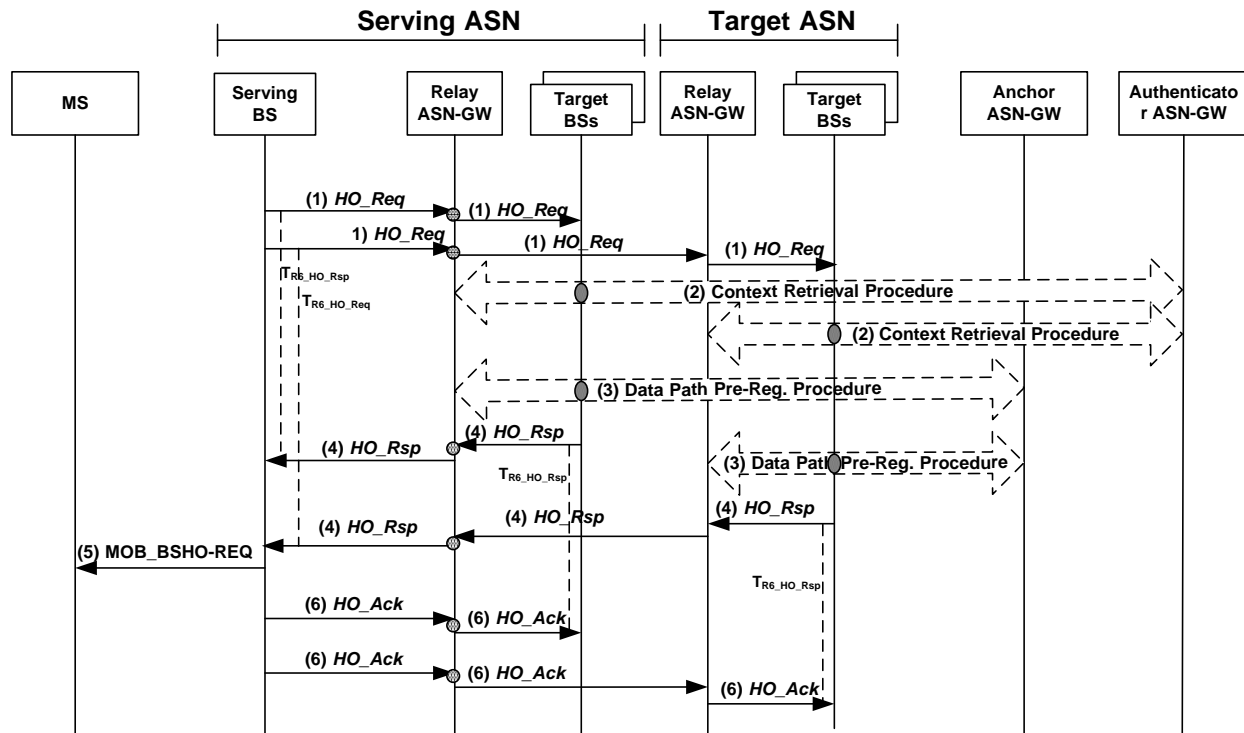 Serving ASN
Target ASN
MS
Serving
BS
Relay
ASN-GW
Target
BSs
Relay
ASN-GW
Target
BSs
Anchor
ASN-GW
Authenticato
r ASN-GW
(1) HO_Req
(1) HO_Req
1) HO_Req
(1) HO_Req
(1) HO_Req
TR6_HO_Rsp
TR6_HO_Req
(2) Context Retrieval Procedure
(2) Context Retrieval Procedure
(3) Data Path Pre-Reg. Procedure
(4) HO_Rsp
(4) HO_Rsp
(3) Data Path Pre-Reg. Procedure
TR6_HO_Rsp
(4) HO_Rsp
(4) HO_Rsp
(4) HO_Rsp
(5) MOB_BSHO-REQ
TR6_HO_Rsp
(6) HO_Ack
(6) HO_Ack
(6) HO_Ack
(6) HO_Ack
(6) HO_Ack